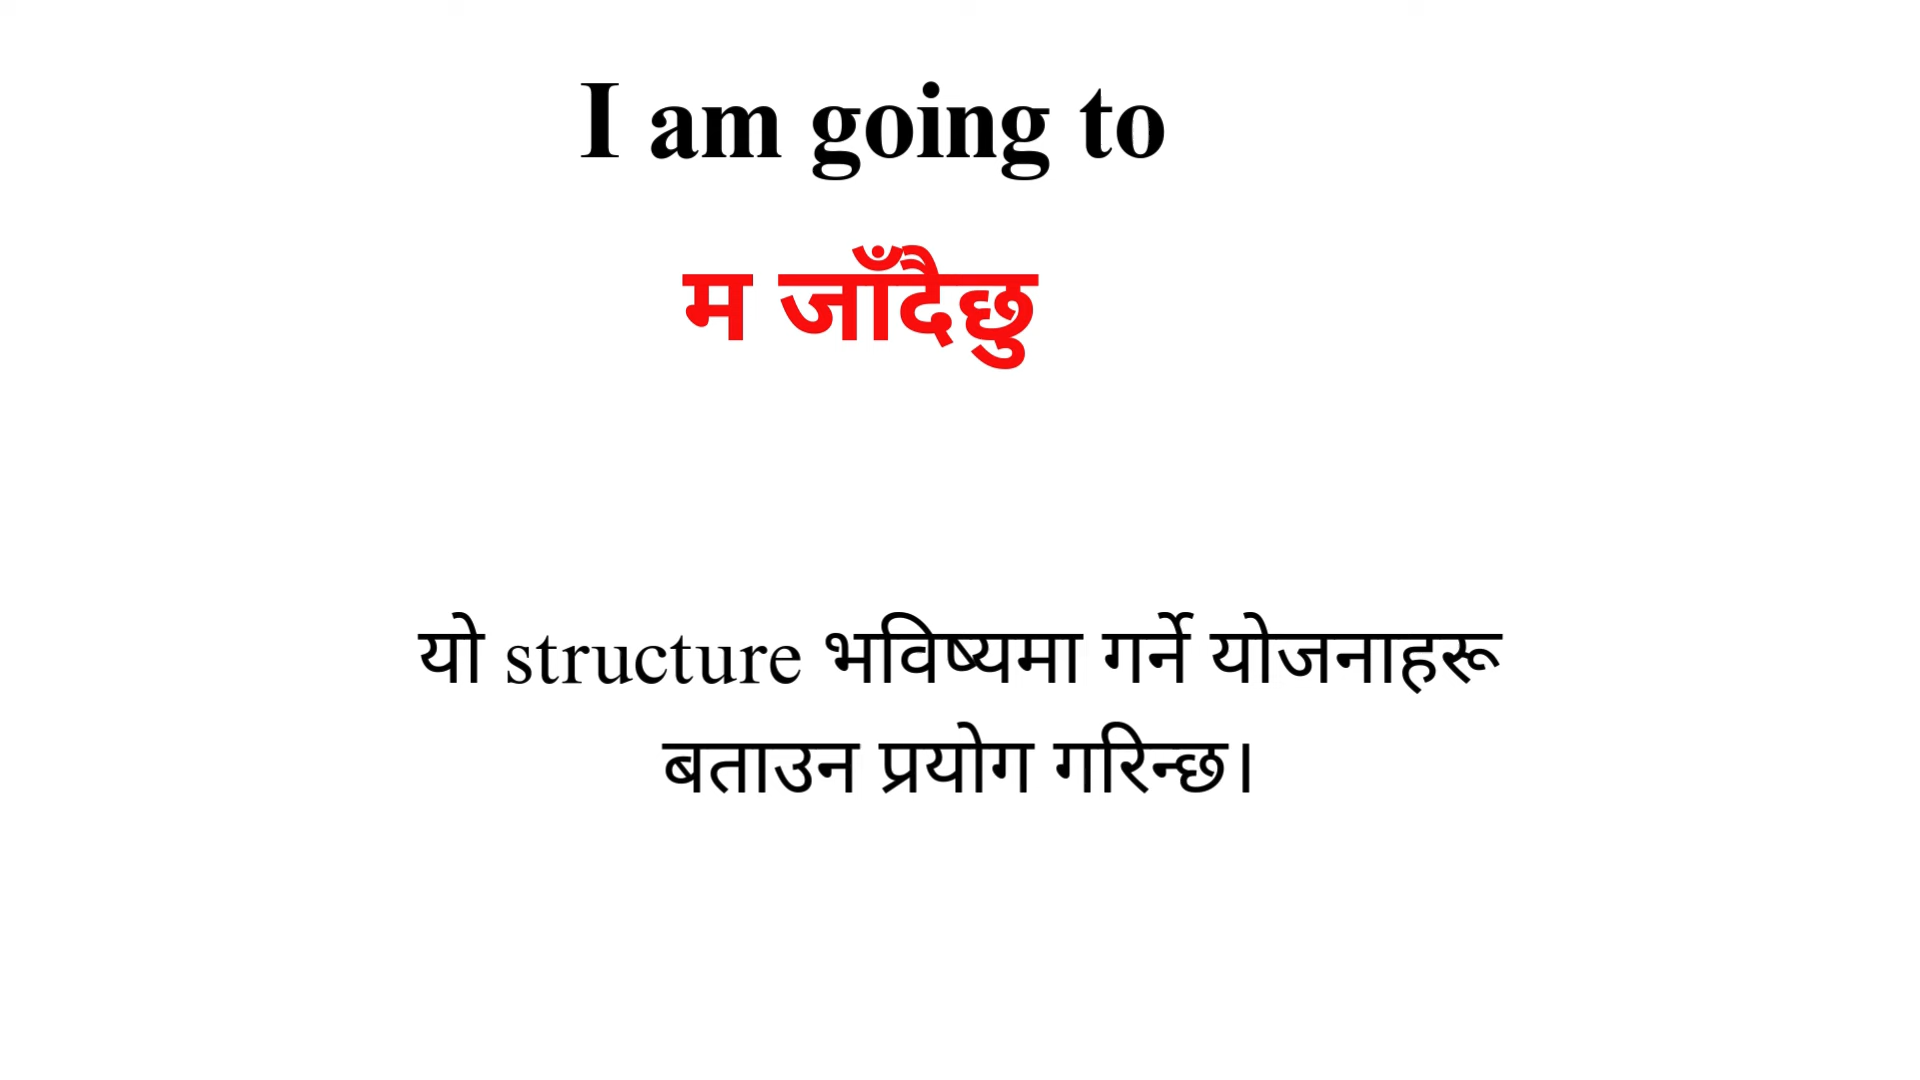 I am going to
म जाँदैछु
यो structure भविष्यमा गर्ने योजनाहरू
बताउन प्रयोग गरिन्छ।